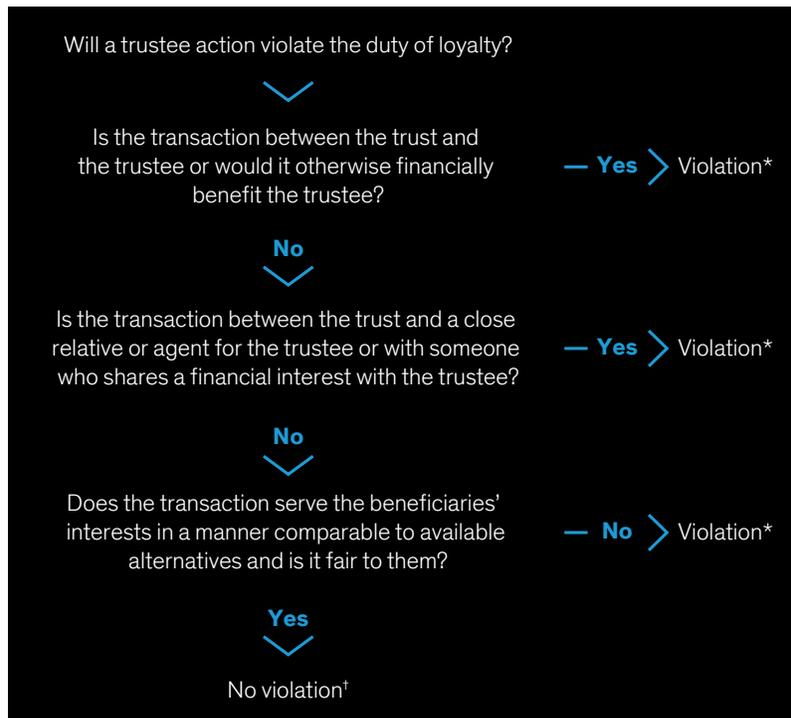 Will a trustee action violate the duty of loyalty?
Is the transaction between the trust and
the trustee or would it otherwise financially
benefit the trustee?
Yes
Violation*
No
Is the transaction between the trust and a close
relative or agent for the trustee or with someone
who shares a financial interest with the trustee?
Yes
Violation*
No
Does the transaction serve the beneficiaries’
interests in a manner comparable to available
alternatives and is it fair to them?
No
Violation*
Yes
No violation†